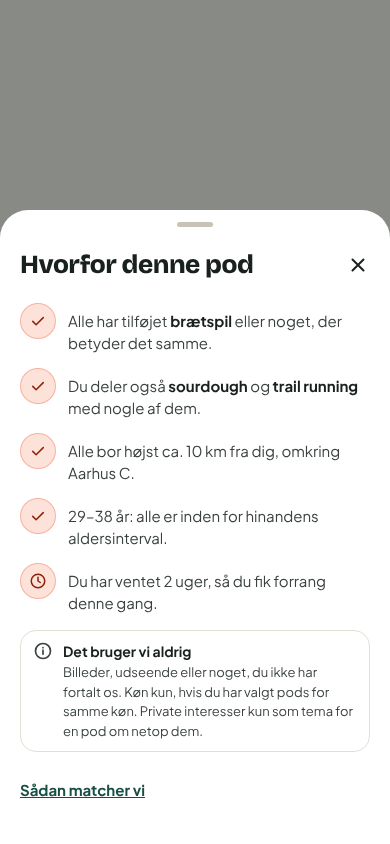 Hvorfor denne pod
Alle har tilføjet brætspil eller noget, der
betyder det samme.
Du deler også sourdough og trail running
med nogle af dem.
Alle bor højst ca. 10 km fra dig, omkring
Aarhus C.
29–38 år: alle er inden for hinandens
aldersinterval.
Du har ventet 2 uger, så du fik forrang
denne gang.
Det bruger vi aldrig
Billeder, udseende eller noget, du ikke har
fortalt os. Køn kun, hvis du har valgt pods for
samme køn. Private interesser kun som tema for
en pod om netop dem.
Sådan matcher vi